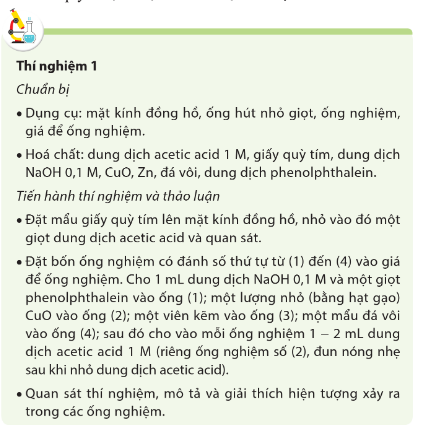 Thí nghiệm 1
Chuẩn bị
• Dụng cụ: mặt kính đồng hồ, ống hút nhỏ giọt, ống nghiệm,
giá để ống nghiệm.
• Hoá chất: dung dịch acetic acid 1 M, giấy quỳ tím, dung dịch
NaOH 0,1 M, CuO, Zn, đá vôi, dung dịch phenolphthalein.
Tiến hành thí nghiệm và thảo luận
• Đặt mẩu giấy quỳ tím lên mặt kính đồng hồ, nhỏ vào đó một
giọt dung dịch acetic acid và quan sát.
• Đặt bốn ống nghiệm có đánh số thứ tự từ (1) đến (4) vào giá
để ống nghiệm. Cho 1 mL dung dịch NaOH 0,1 M và một giọt
phenolphthalein vào ống (1); một lượng nhỏ (bằng hạt gạo)
CuO vào ống (2); một viên kẽm vào ống (3); một mẩu đá vôi
vào ống (4); sau đó cho vào mỗi ống nghiệm 1 – 2 mL dung
dịch acetic acid 1 M (riêng ống nghiệm số (2), đun nóng nhẹ
sau khi nhỏ dung dịch acetic acid).
• Quan sát thí nghiệm, mô tả và giải thích hiện tượng xảy ra
trong các ống nghiệm.